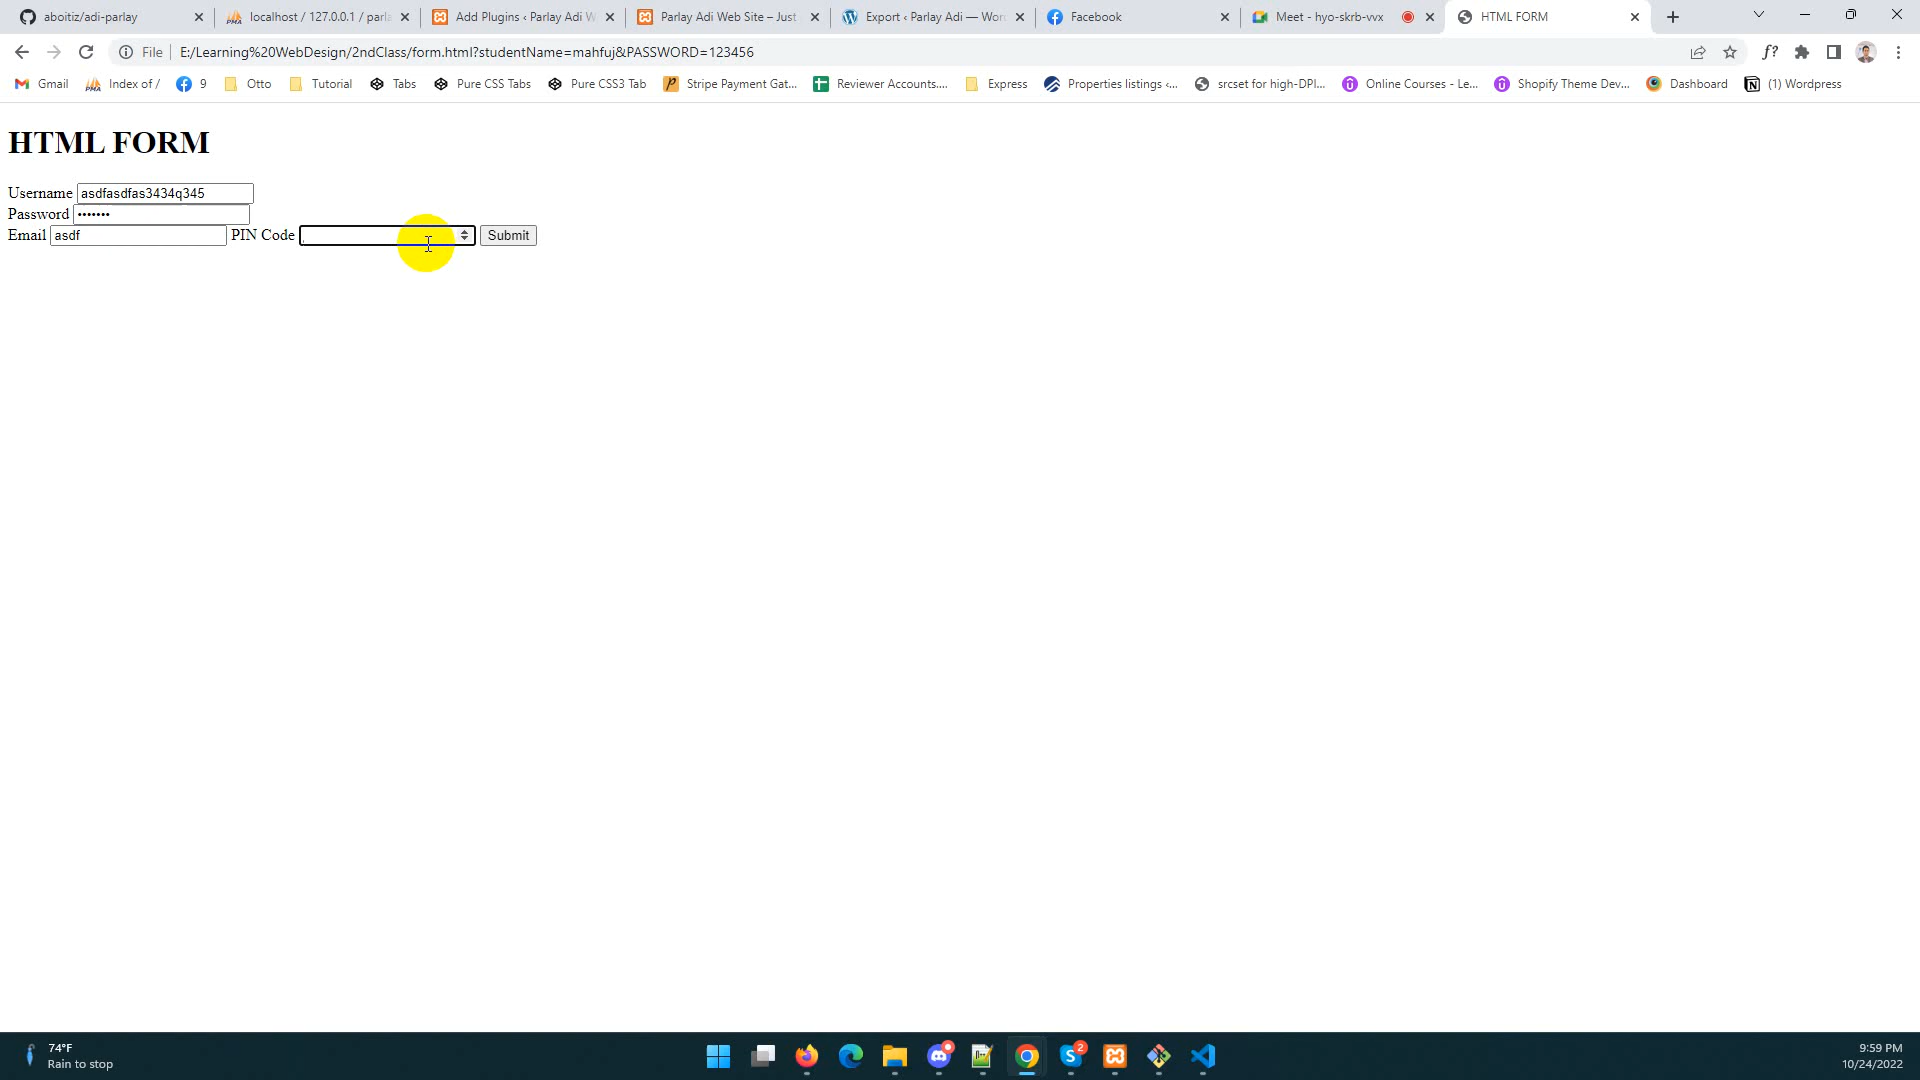 aboitiz/adi-parlay
localhost / 127.0.0.1 / parla
Add Plugins ‹ Parlay Adi W
Parlay Adi Web Site – Just
Export ‹ Parlay Adi — Wor
Facebook
Meet - hyo-skrb-vvx
HTML FORM
File
E:/Learning%20WebDesign/2ndClass/form.html?studentName=mahfuj&PASSWORD=123456
f?
Gmail
Index of /
9
Otto
Tutorial
Tabs
Pure CSS Tabs
Pure CSS3 Tab
Stripe Payment Gat...
Reviewer Accounts....
Express
Properties listings ‹...
srcset for high-DPI...
Online Courses - Le...
Shopify Theme Dev...
Dashboard
(1) Wordpress
HTML FORM
Username asdfasdfas3434q345
Password •••••••
Email asdf PIN Code Submit
74°F
Rain to stop
2
9:59 PM
10/24/2022